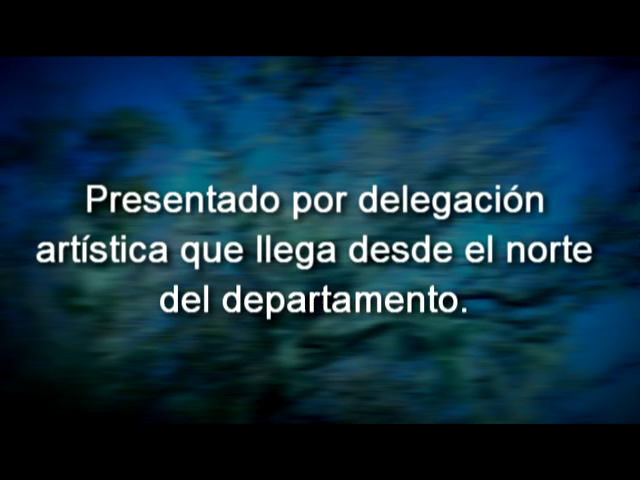 Presentado por delegación
artística que llega desde el norte
del departamento.